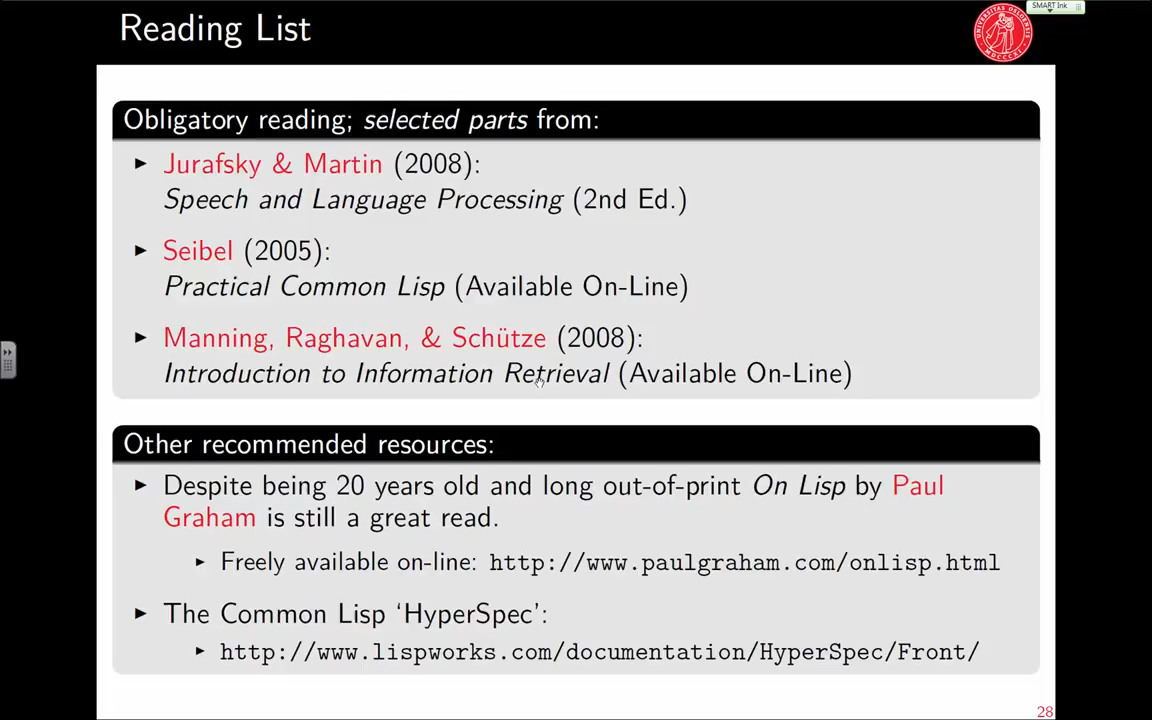 Reading List
SMART Ink
UNIVERSITAS OSLOENSIS
MDCCCXI
Obligatory reading; selected parts from:
▶ Jurafsky & Martin (2008):
Speech and Language Processing (2nd Ed.)
▶ Seibel (2005):
Practical Common Lisp (Available On-Line)
▶ Manning, Raghavan, & Schütze (2008):
Introduction to Information Retrieval (Available On-Line)
Other recommended resources:
▶ Despite being 20 years old and long out-of-print On Lisp by Paul
Graham is still a great read.
▶ Freely available on-line: http://www.paulgraham.com/onlisp.html
▶ The Common Lisp ‘HyperSpec’:
▶ http://www.lispworks.com/documentation/HyperSpec/Front/
28